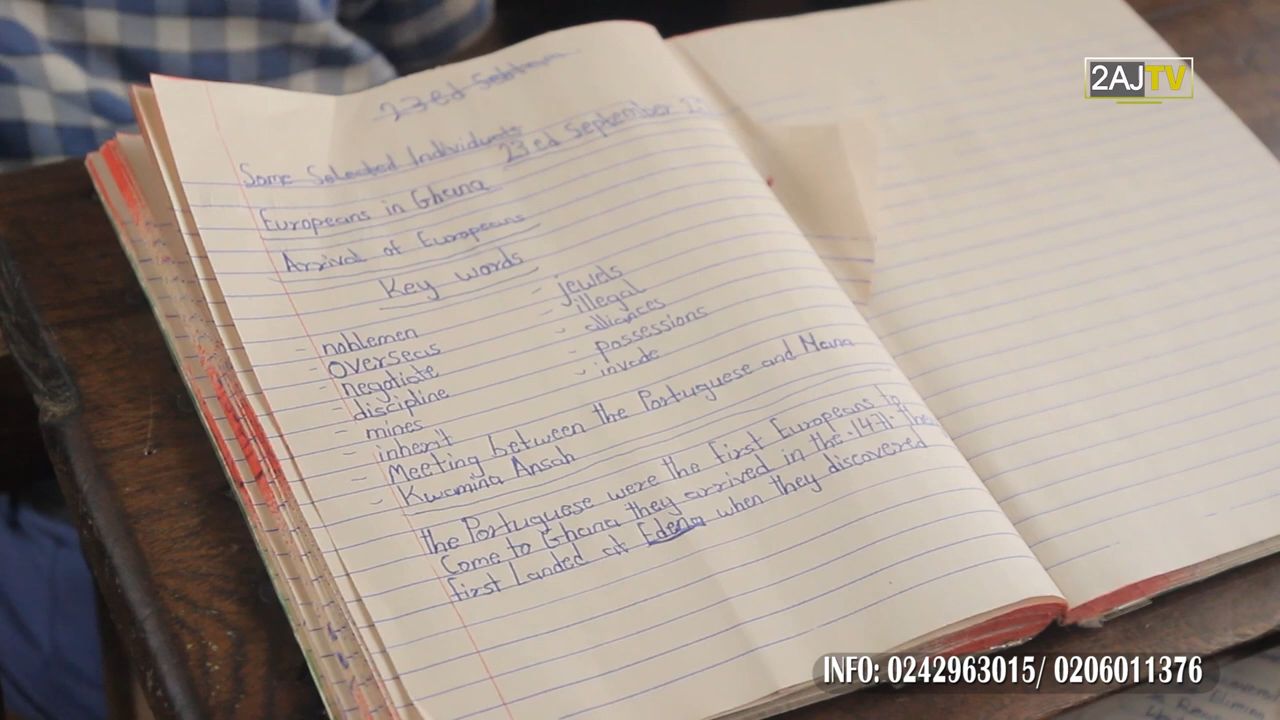 23ed
2AJTV
23ed September
Some Selected Individuals
Europeans in Ghana
Arrival of Europeans
Key words
- noblemen
- overseas
- negotiate
- discipline
- mines
- inherit
- jewels
- illegal
- alliances
- possessions
- invade
Meeting between the Portuguese and Nana
Kwamina Ansah
the Portuguese were the first Europeans to
Come to Ghana they arrived in the 1471 they
first Landed at Edena when they discovered
INFO: 0242963015/ 0206011376